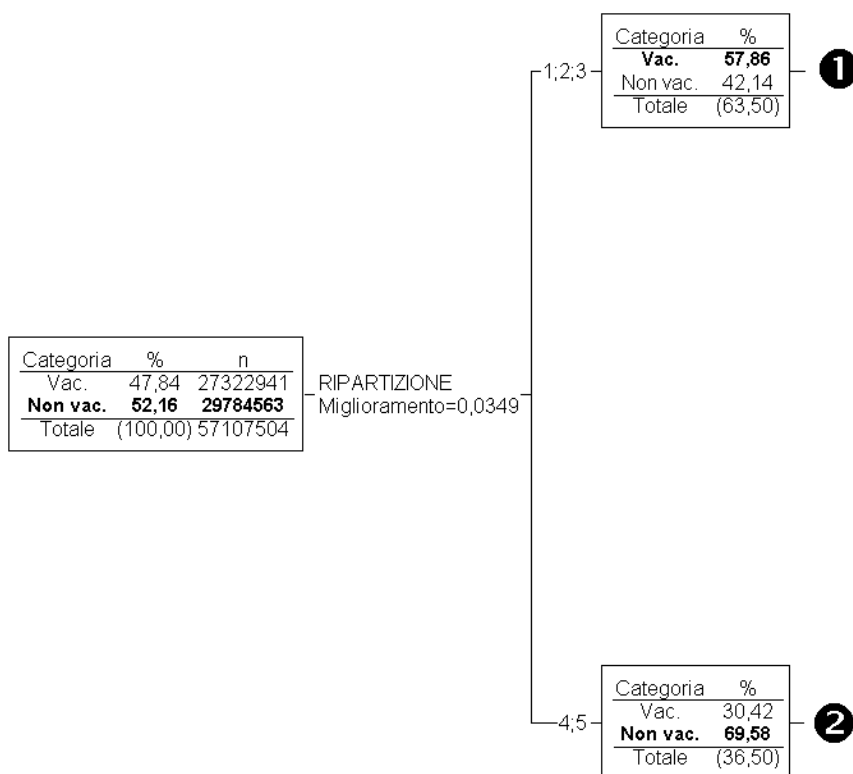 Categoria %
Vac. 57,86
Non vac. 42,14
Totale (63,50)
1;2;3
1
Categoria % n
Vac. 47,84 27322941
Non vac. 52,16 29784563
Totale (100,00) 57107504
RIPARTIZIONE
Miglioramento=0,0349
Categoria %
Vac. 30,42
Non vac. 69,58
Totale (36,50)
4;5
2